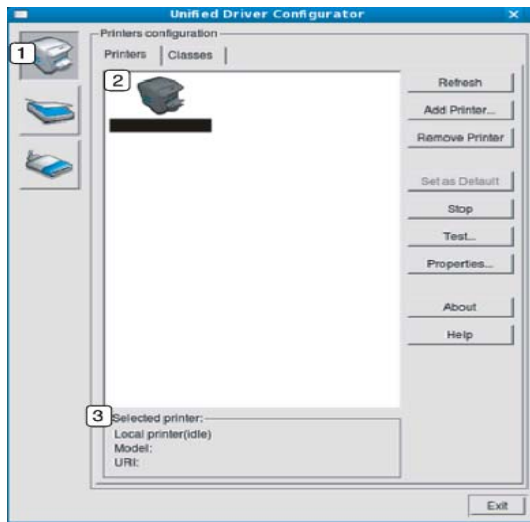 Unified Driver Configurator
Printers configuration
1
Printers Classes
2
Refresh
Add Printer...
Remove Printer
Set as Default
Stop
Test...
Properties...
About
Help
3
Selected printer:
Local printer(idle)
Model:
URI:
Exit